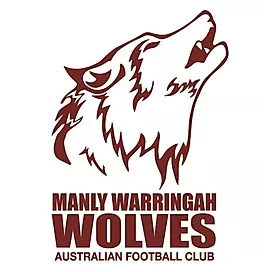 MANLY WARRINGAH
WOLVES
AUSTRALIAN FOOTBALL CLUB